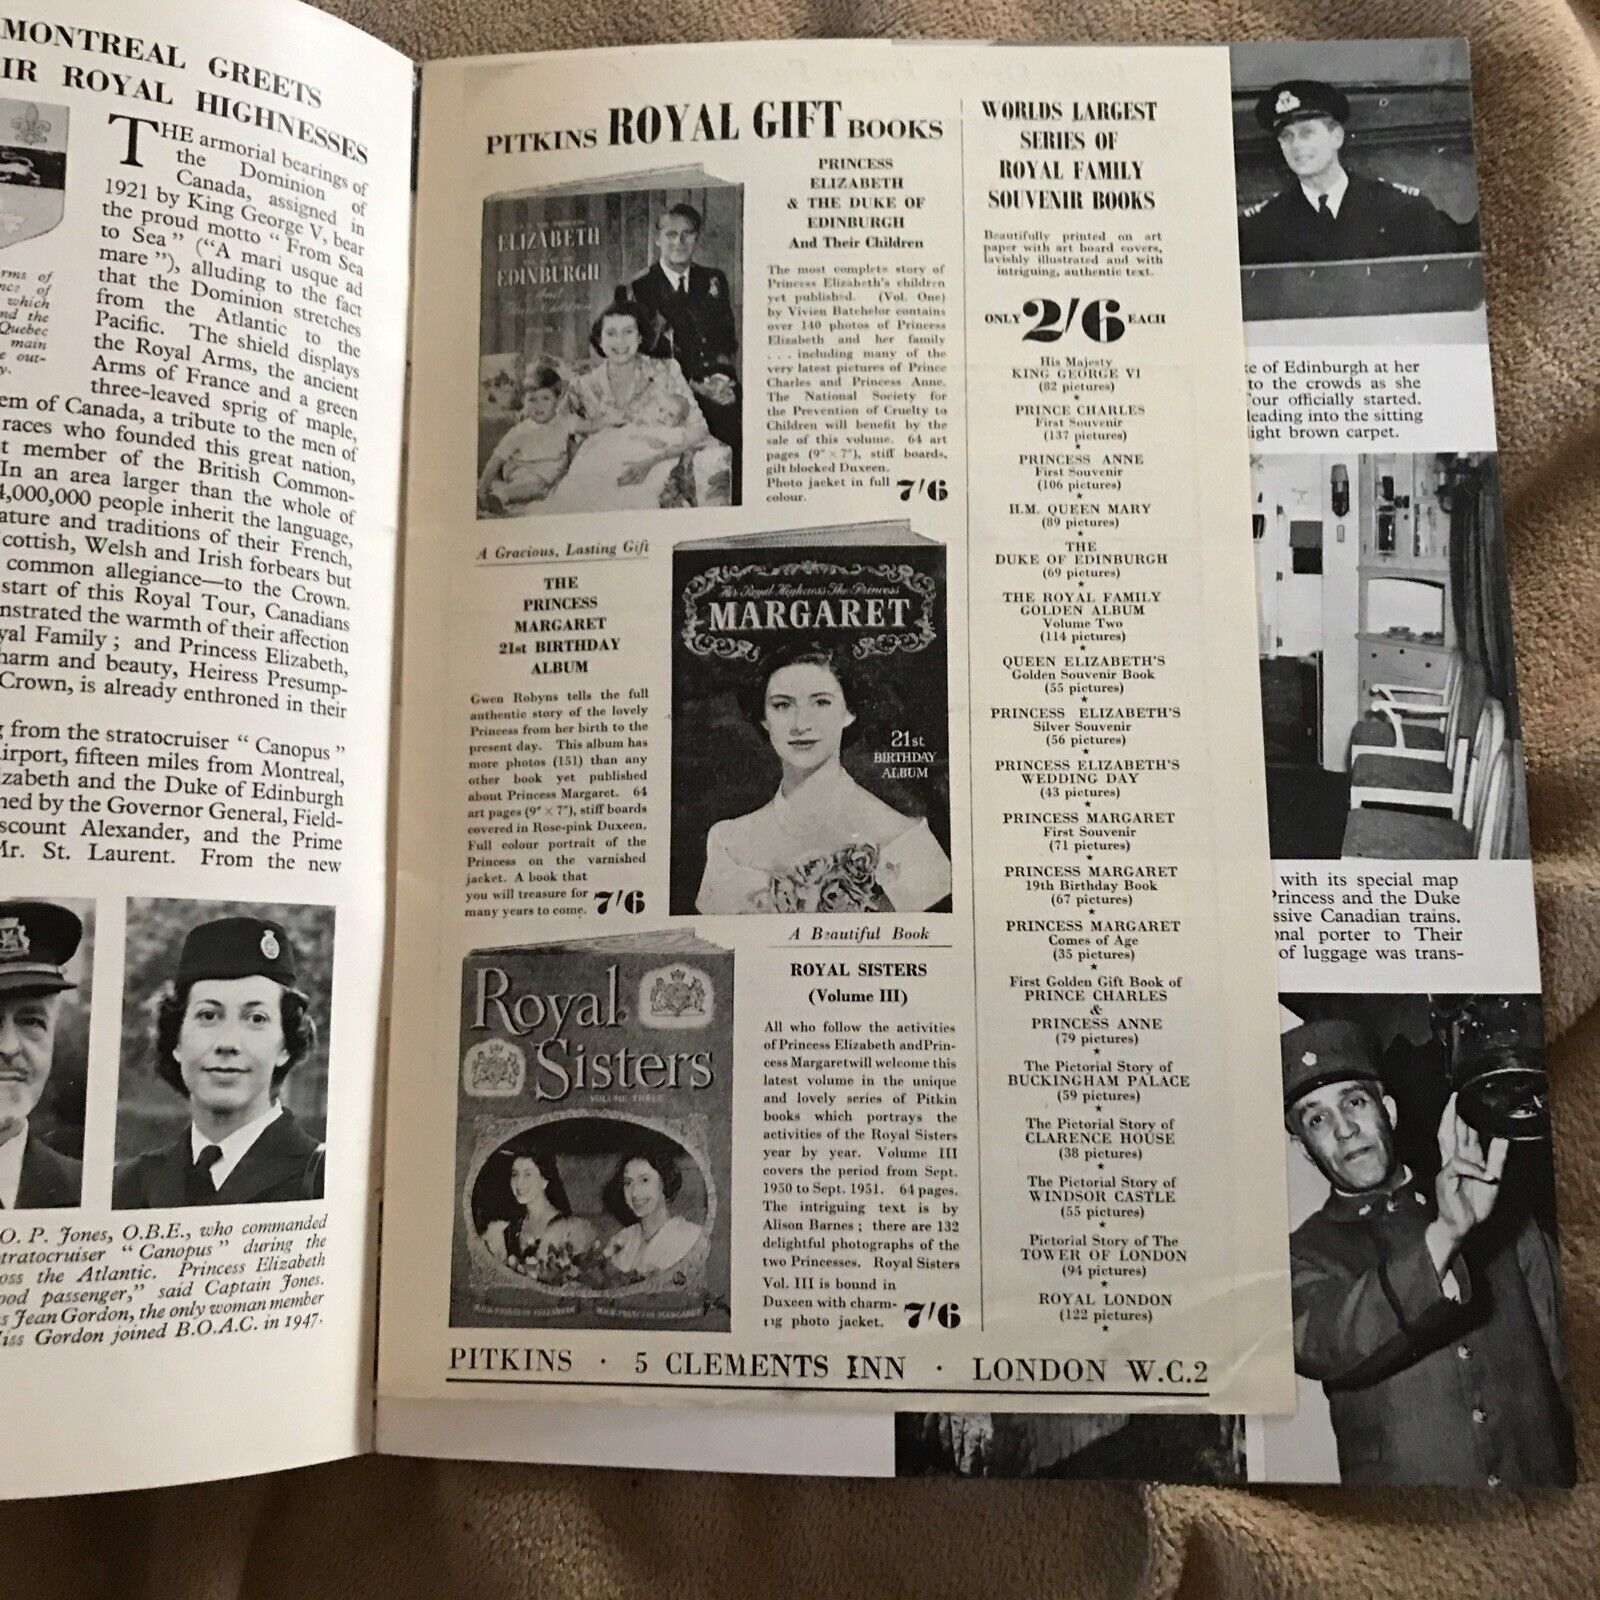 MONTREAL GREETS
IR ROYAL HIGHNESSES
THE armorial bearings of
the Dominion of
Canada, assigned in
1921 by King George V, bear
the proud motto “ From Sea
to Sea ” (“A mari usque ad
mare ”), alluding to the fact
that the Dominion stretches
from the Atlantic to the
Pacific. The shield displays
the Royal Arms, the ancient
Arms of France and a green
three-leaved sprig of maple,
em of Canada, a tribute to the men of
races who founded this great nation,
t member of the British Common-
In an area larger than the whole of
4,000,000 people inherit the language,
ature and traditions of their French,
cottish, Welsh and Irish forbears but
common allegiance—to the Crown.
start of this Royal Tour, Canadians
nstrated the warmth of their affection
yal Family ; and Princess Elizabeth,
harm and beauty, Heiress Presump-
Crown, is already enthroned in their
rms of
nce of
which
nd the
Quebec
main
e out-
y.
g from the stratocruiser “ Canopus ”
irport, fifteen miles from Montreal,
zabeth and the Duke of Edinburgh
ned by the Governor General, Field-
scount Alexander, and the Prime
Mr. St. Laurent. From the new
O. P. Jones, O.B.E., who commanded
tratocruiser “ Canopus ” during the
oss the Atlantic. Princess Elizabeth
ood passenger,” said Captain Jones.
s Jean Gordon, the only woman member
Miss Gordon joined B.O.A.C. in 1947.
PITKINS ROYAL GIFT BOOKS
ELIZABETH
EDINBURGH
PRINCESS
ELIZABETH
& THE DUKE OF
EDINBURGH
And Their Children
The most complete story of
Princess Elizabeth's children
yet published. (Vol. One)
by Vivien Batchelor contains
over 140 photos of Princess
Elizabeth and her family
. . . including many of the
very latest pictures of Prince
Charles and Princess Anne.
The National Society for
the Prevention of Cruelty to
Children will benefit by the
sale of this volume. 64 art
pages (9″ × 7″), stiff boards,
gilt blocked Duxeen.
Photo jacket in full
colour. 7/6
A Gracious, Lasting Gift
THE
PRINCESS
MARGARET
21st BIRTHDAY
ALBUM
Gwen Robyns tells the full
authentic story of the lovely
Princess from her birth to the
present day. This album has
more photos (151) than any
other book yet published
about Princess Margaret. 64
art pages (9″ × 7″), stiff boards
covered in Rose-pink Duxeen.
Full colour portrait of the
Princess on the varnished
jacket. A book that
you will treasure for
many years to come. 7/6
Her Royal Highness The Princess
MARGARET
21st
BIRTHDAY
ALBUM
Royal
Sisters
VOLUME THREE
H.R.H. PRINCESS ELIZABETH
H.R.H. PRINCESS MARGARET
A Beautiful Book
ROYAL SISTERS
(Volume III)
All who follow the activities
of Princess Elizabeth andPrin-
cess Margaretwill welcome this
latest volume in the unique
and lovely series of Pitkin
books which portrays the
activities of the Royal Sisters
year by year. Volume III
covers the period from Sept.
1950 to Sept. 1951. 64 pages.
The intriguing text is by
Alison Barnes ; there are 132
delightful photographs of the
two Princesses. Royal Sisters
Vol. III is bound in
Duxeen with charm-
ing photo jacket. 7/6
WORLDS LARGEST
SERIES OF
ROYAL FAMILY
SOUVENIR BOOKS
Beautifully printed on art
paper with art board covers,
lavishly illustrated and with
intriguing, authentic text.
ONLY 2/6 EACH
His Majesty
KING GEORGE VI
(82 pictures)
PRINCE CHARLES
First Souvenir
(137 pictures)
PRINCESS ANNE
First Souvenir
(106 pictures)
H.M. QUEEN MARY
(89 pictures)
THE
DUKE OF EDINBURGH
(69 pictures)
THE ROYAL FAMILY
GOLDEN ALBUM
Volume Two
(114 pictures)
QUEEN ELIZABETH'S
Golden Souvenir Book
(55 pictures)
PRINCESS ELIZABETH'S
Silver Souvenir
(56 pictures)
PRINCESS ELIZABETH'S
WEDDING DAY
(43 pictures)
PRINCESS MARGARET
First Souvenir
(71 pictures)
PRINCESS MARGARET
19th Birthday Book
(67 pictures)
PRINCESS MARGARET
Comes of Age
(35 pictures)
First Golden Gift Book of
PRINCE CHARLES
&
PRINCESS ANNE
(79 pictures)
The Pictorial Story of
BUCKINGHAM PALACE
(59 pictures)
The Pictorial Story of
CLARENCE HOUSE
(38 pictures)
The Pictorial Story of
WINDSOR CASTLE
(55 pictures)
Pictorial Story of The
TOWER OF LONDON
(94 pictures)
ROYAL LONDON
(122 pictures)
PITKINS · 5 CLEMENTS INN · LONDON W.C.2
ke of Edinburgh at her
to the crowds as she
Tour officially started.
leading into the sitting
light brown carpet.
with its special map
Princess and the Duke
ssive Canadian trains.
onal porter to Their
of luggage was trans-